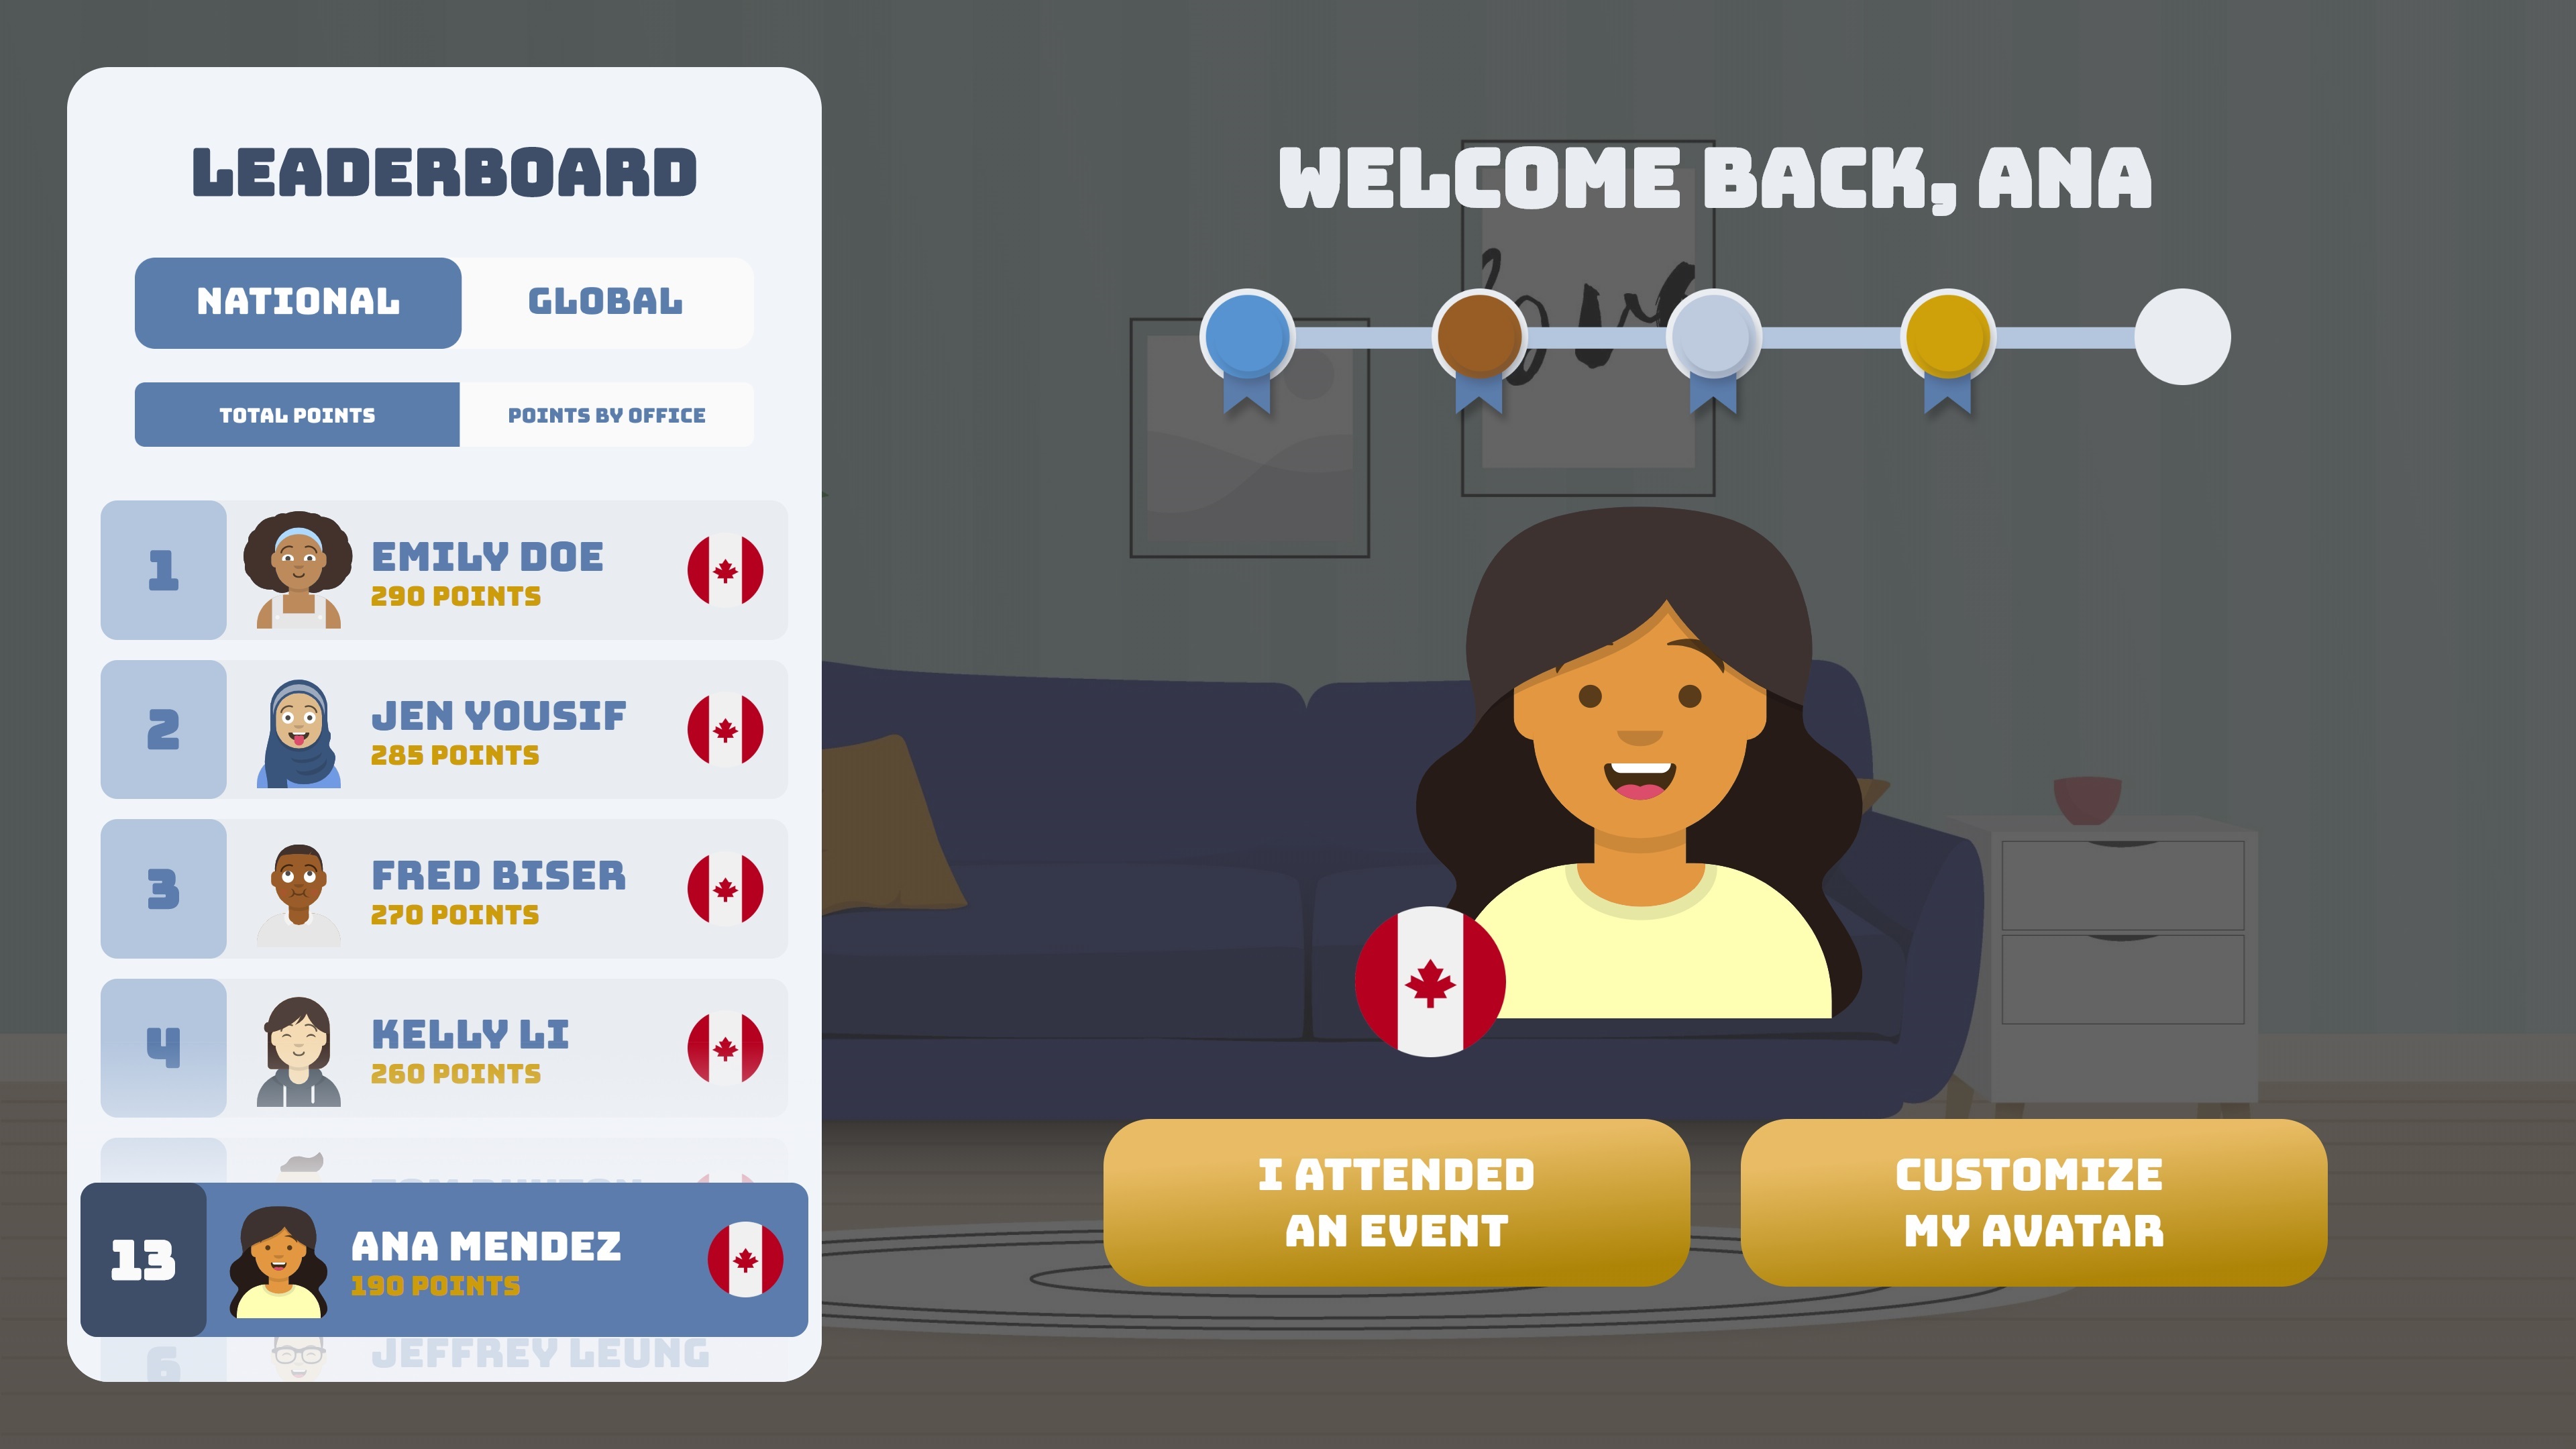 LEADERBOARD
NATIONAL
GLOBAL
TOTAL POINTS
POINTS BY OFFICE
1
EMILY DOE
290 POINTS
2
JEN YOUSIF
285 POINTS
3
FRED BISER
270 POINTS
4
KELLY LI
260 POINTS
13
ANA MENDEZ
190 POINTS
6
JEFFREY LEUNG
WELCOME BACK, ANA
love
I ATTENDED
AN EVENT
CUSTOMIZE
MY AVATAR